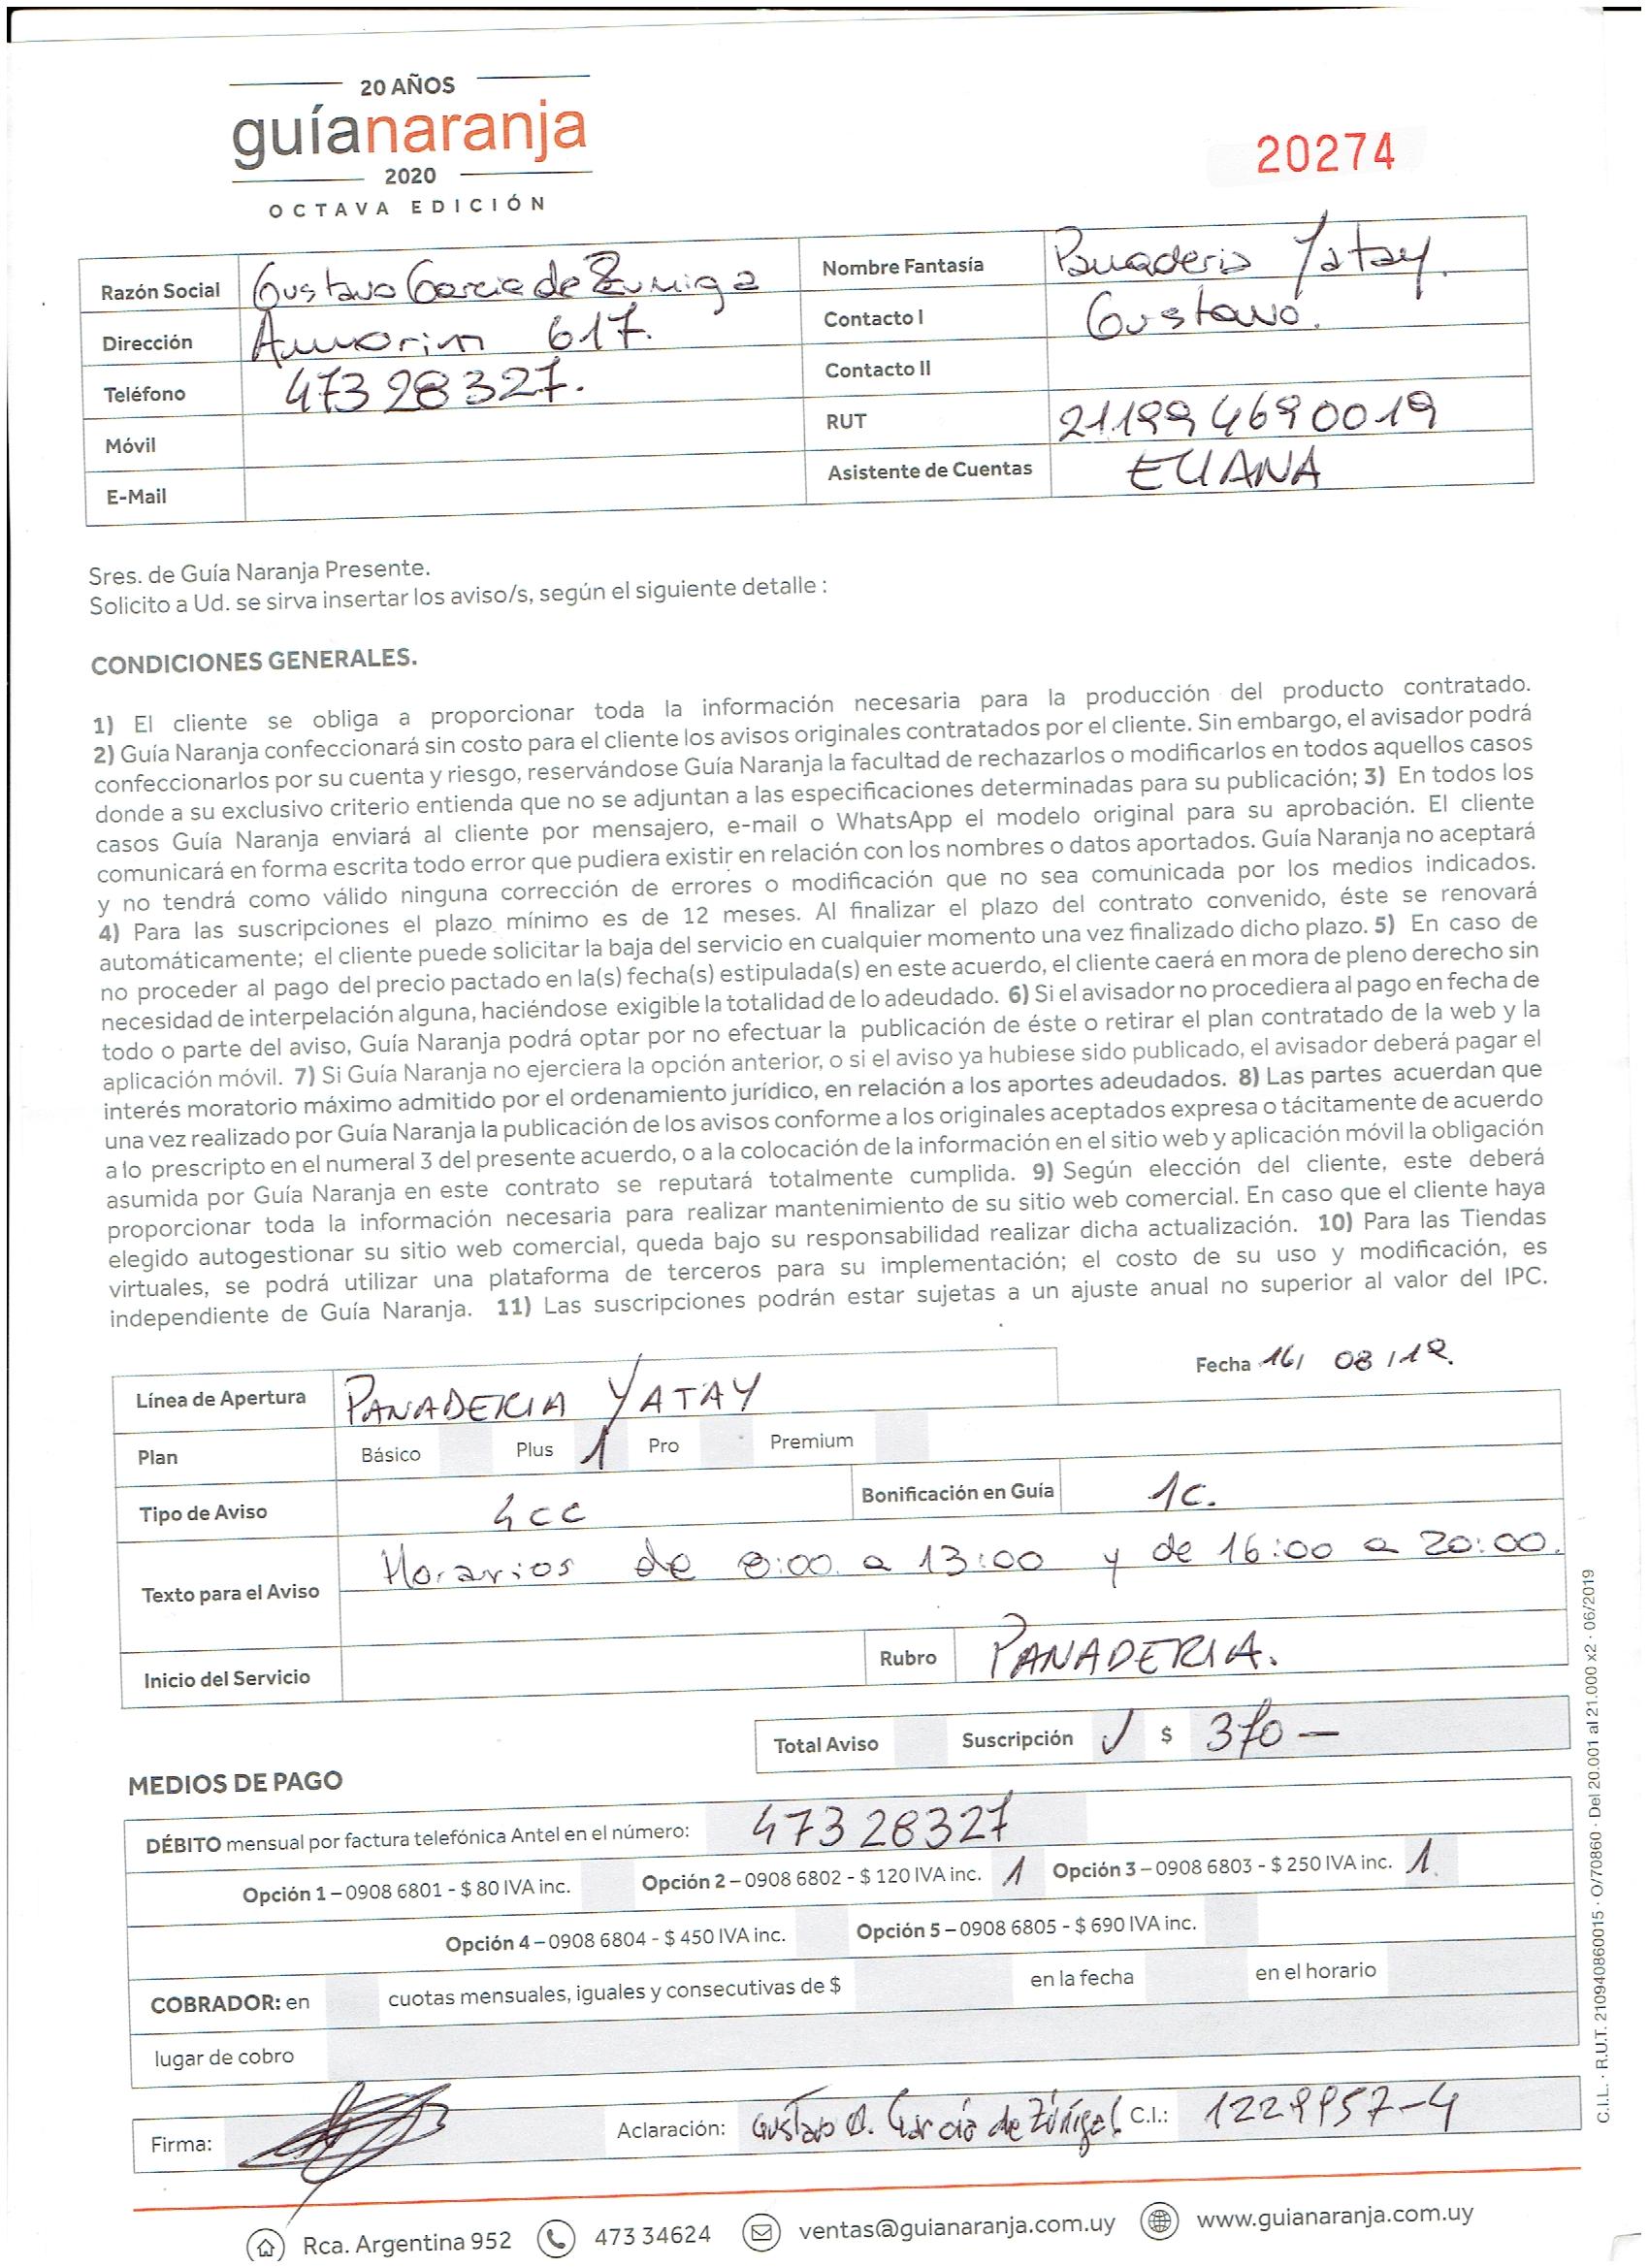 20 AÑOS
guíanaranja
2020
OCTAVA EDICIÓN
20274
Razón Social Gustavo Garcia de Zuniga Nombre Fantasía Panaderia Yatay.
Dirección Ammorim 617. Contacto I Gustavo.
Teléfono 473 28327. Contacto II
Móvil RUT 211994690019
E-Mail Asistente de Cuentas ELIANA
Sres. de Guía Naranja Presente.
Solicito a Ud. se sirva insertar los aviso/s, según el siguiente detalle :
CONDICIONES GENERALES.
1) El cliente se obliga a proporcionar toda la información necesaria para la producción del producto contratado.
2) Guía Naranja confeccionará sin costo para el cliente los avisos originales contratados por el cliente. Sin embargo, el avisador podrá
confeccionarlos por su cuenta y riesgo, reservándose Guía Naranja la facultad de rechazarlos o modificarlos en todos aquellos casos
donde a su exclusivo criterio entienda que no se adjuntan a las especificaciones determinadas para su publicación; 3) En todos los
casos Guía Naranja enviará al cliente por mensajero, e-mail o WhatsApp el modelo original para su aprobación. El cliente
comunicará en forma escrita todo error que pudiera existir en relación con los nombres o datos aportados. Guía Naranja no aceptará
y no tendrá como válido ninguna corrección de errores o modificación que no sea comunicada por los medios indicados.
4) Para las suscripciones el plazo mínimo es de 12 meses. Al finalizar el plazo del contrato convenido, éste se renovará
automáticamente; el cliente puede solicitar la baja del servicio en cualquier momento una vez finalizado dicho plazo. 5) En caso de
no proceder al pago del precio pactado en la(s) fecha(s) estipulada(s) en este acuerdo, el cliente caerá en mora de pleno derecho sin
necesidad de interpelación alguna, haciéndose exigible la totalidad de lo adeudado. 6) Si el avisador no procediera al pago en fecha de
todo o parte del aviso, Guía Naranja podrá optar por no efectuar la publicación de éste o retirar el plan contratado de la web y la
aplicación móvil. 7) Si Guía Naranja no ejerciera la opción anterior, o si el aviso ya hubiese sido publicado, el avisador deberá pagar el
interés moratorio máximo admitido por el ordenamiento jurídico, en relación a los aportes adeudados. 8) Las partes acuerdan que
una vez realizado por Guía Naranja la publicación de los avisos conforme a los originales aceptados expresa o tácitamente de acuerdo
a lo prescripto en el numeral 3 del presente acuerdo, o a la colocación de la información en el sitio web y aplicación móvil la obligación
asumida por Guía Naranja en este contrato se reputará totalmente cumplida. 9) Según elección del cliente, este deberá
proporcionar toda la información necesaria para realizar mantenimiento de su sitio web comercial. En caso que el cliente haya
elegido autogestionar su sitio web comercial, queda bajo su responsabilidad realizar dicha actualización. 10) Para las Tiendas
virtuales, se podrá utilizar una plataforma de terceros para su implementación; el costo de su uso y modificación, es
independiente de Guía Naranja. 11) Las suscripciones podrán estar sujetas a un ajuste anual no superior al valor del IPC.
Fecha 16/ 08 /19.
Línea de Apertura PANADERIA YATAY
Plan Básico Plus 1 Pro Premium
Tipo de Aviso 4cc Bonificación en Guía 1c.
Texto para el Aviso Horarios de 8:00 a 13:00 y de 16:00 a 20:00.
Inicio del Servicio Rubro PANADERIA.
Total Aviso Suscripción ✓ $ 370 —
MEDIOS DE PAGO
DÉBITO mensual por factura telefónica Antel en el número: 473 28327
Opción 1 – 0908 6801 - $ 80 IVA inc. Opción 2 – 0908 6802 - $ 120 IVA inc. 1 Opción 3 – 0908 6803 - $ 250 IVA inc. 1.
Opción 4 – 0908 6804 - $ 450 IVA inc. Opción 5 – 0908 6805 - $ 690 IVA inc.
COBRADOR: en cuotas mensuales, iguales y consecutivas de $ en la fecha en el horario
lugar de cobro
Firma: Aclaración: Gustavo A. García de Zúñiga C.I.: 1229957-4
Rca. Argentina 952 473 34624 ventas@guianaranja.com.uy www.guianaranja.com.uy
C.I.L. · R.U.T. 210940860015 · O/70860 · Del 20.001 al 21.000 x2 · 06/2019